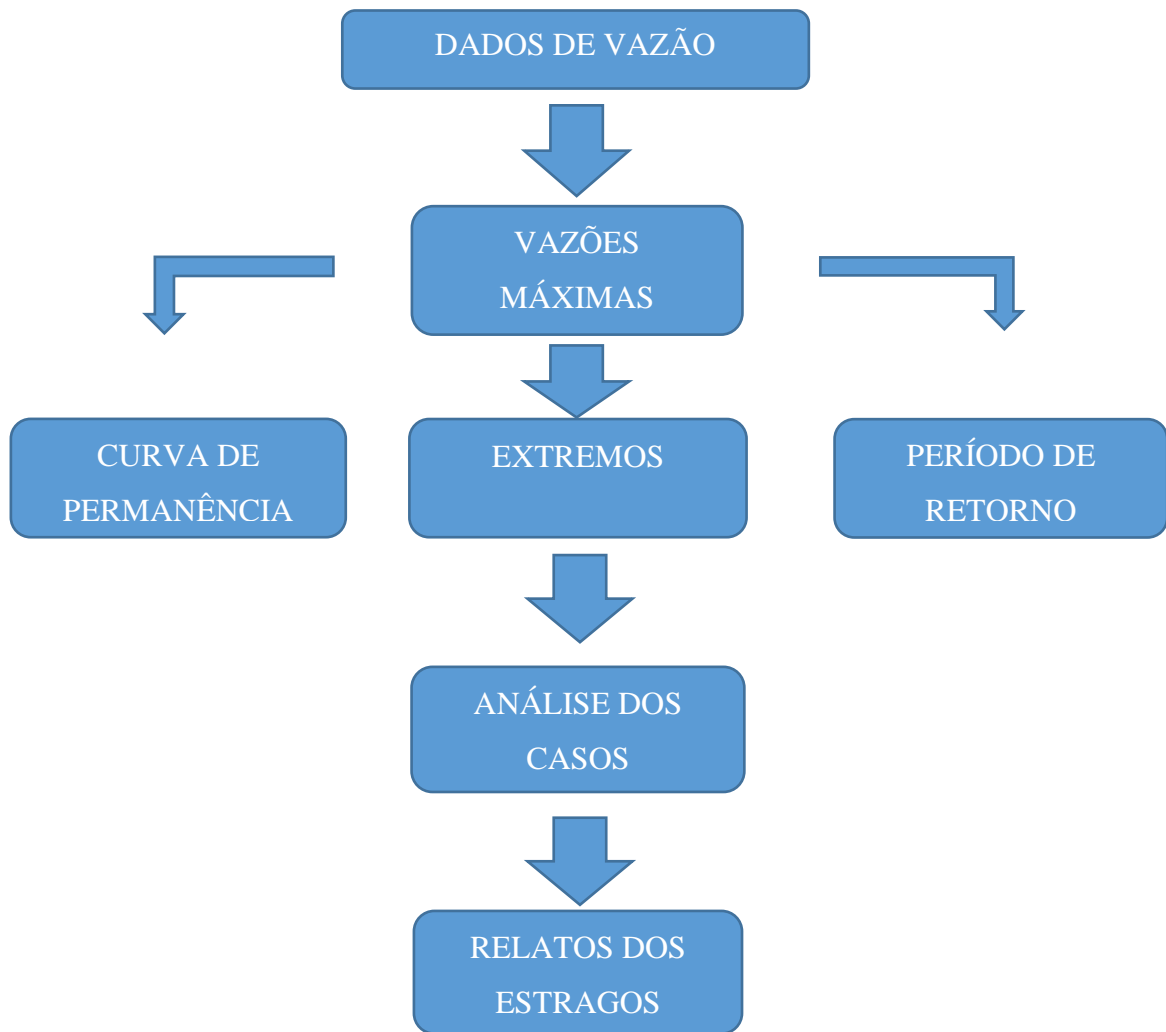 DADOS DE VAZÃO
VAZÕES
MÁXIMAS
CURVA DE
PERMANÊNCIA
EXTREMOS
PERÍODO DE
RETORNO
ANÁLISE DOS
CASOS
RELATOS DOS
ESTRAGOS